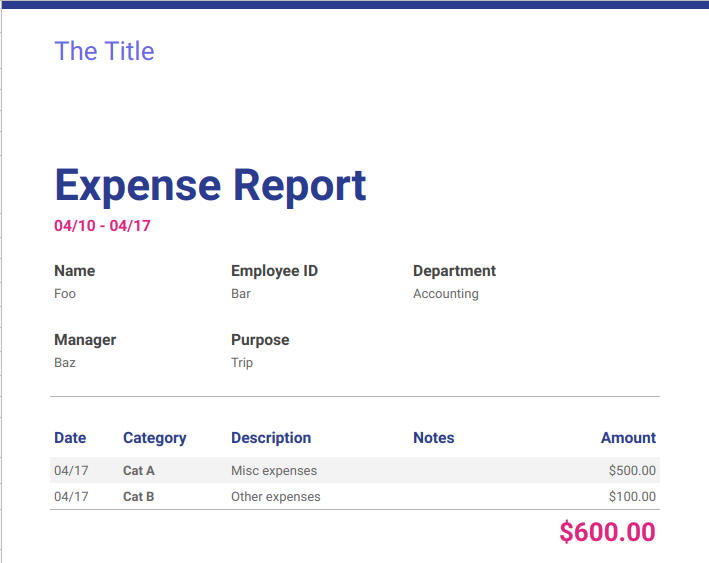 The Title
Expense Report
04/10 - 04/17
Name Employee ID Department
Foo Bar Accounting
Manager Purpose
Baz Trip
Date Category Description Notes Amount
04/17 Cat A Misc expenses $500.00
04/17 Cat B Other expenses $100.00
$600.00